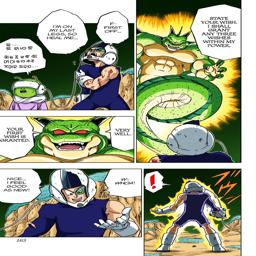 STATE
YOUR WISH.
I SHALL
GRANT
ANY THREE
WISHES
WITHIN MY
POWER.
F-
FIRST
OFF...
I'M ON
MY LAST
LEGS, SO
HEAL ME...
VERY
WELL.
YOUR
FIRST
WISH IS
GRANTED.
!
NICE...
I FEEL
GOOD AS
NEW!